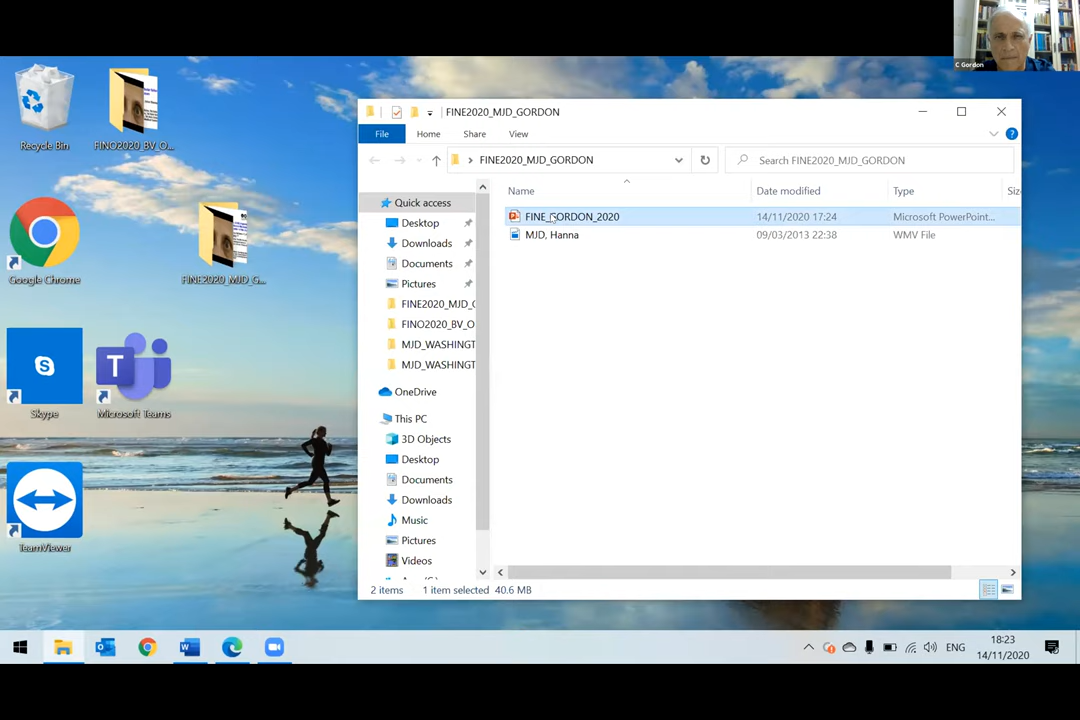 C Gordon
Recycle Bin
FINO2020_BV_O...
Google Chrome
FINE2020_MJD_G...
Skype
T
Microsoft Teams
TeamViewer
FINE2020_MJD_GORDON
File Home Share View
FINE2020_MJD_GORDON
Search FINE2020_MJD_GORDON
Name Date modified Type Siz
FINE_GORDON_2020 14/11/2020 17:24 Microsoft PowerPoint...
MJD, Hanna 09/03/2013 22:38 WMV File
Quick access
Desktop
Downloads
Documents
Pictures
FINE2020_MJD_G
FINO2020_BV_O
MJD_WASHINGT
MJD_WASHINGT
OneDrive
This PC
3D Objects
Desktop
Documents
Downloads
Music
Pictures
Videos
2 items 1 item selected 40.6 MB
ENG
18:23
14/11/2020